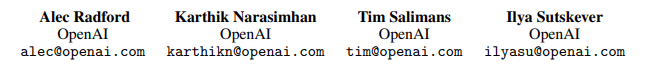 Alec Radford Karthik Narasimhan Tim Salimans Ilya Sutskever
OpenAI OpenAI OpenAI OpenAI
alec@openai.com karthikn@openai.com tim@openai.com ilyasu@openai.com